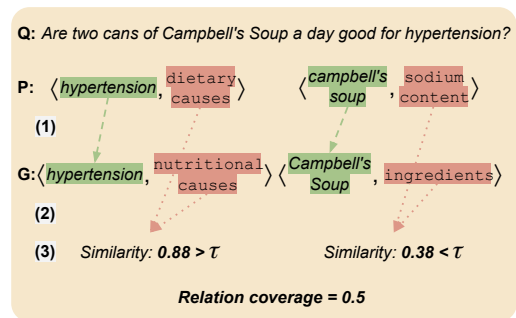 Q: Are two cans of Campbell's Soup a day good for hypertension?
P: ⟨hypertension, dietary causes⟩ ⟨campbell's soup, sodium content⟩
(1)
G:⟨hypertension, nutritional causes⟩⟨Campbell's Soup, ingredients⟩
(2)
(3) Similarity: 0.88 > τ Similarity: 0.38 < τ
Relation coverage = 0.5